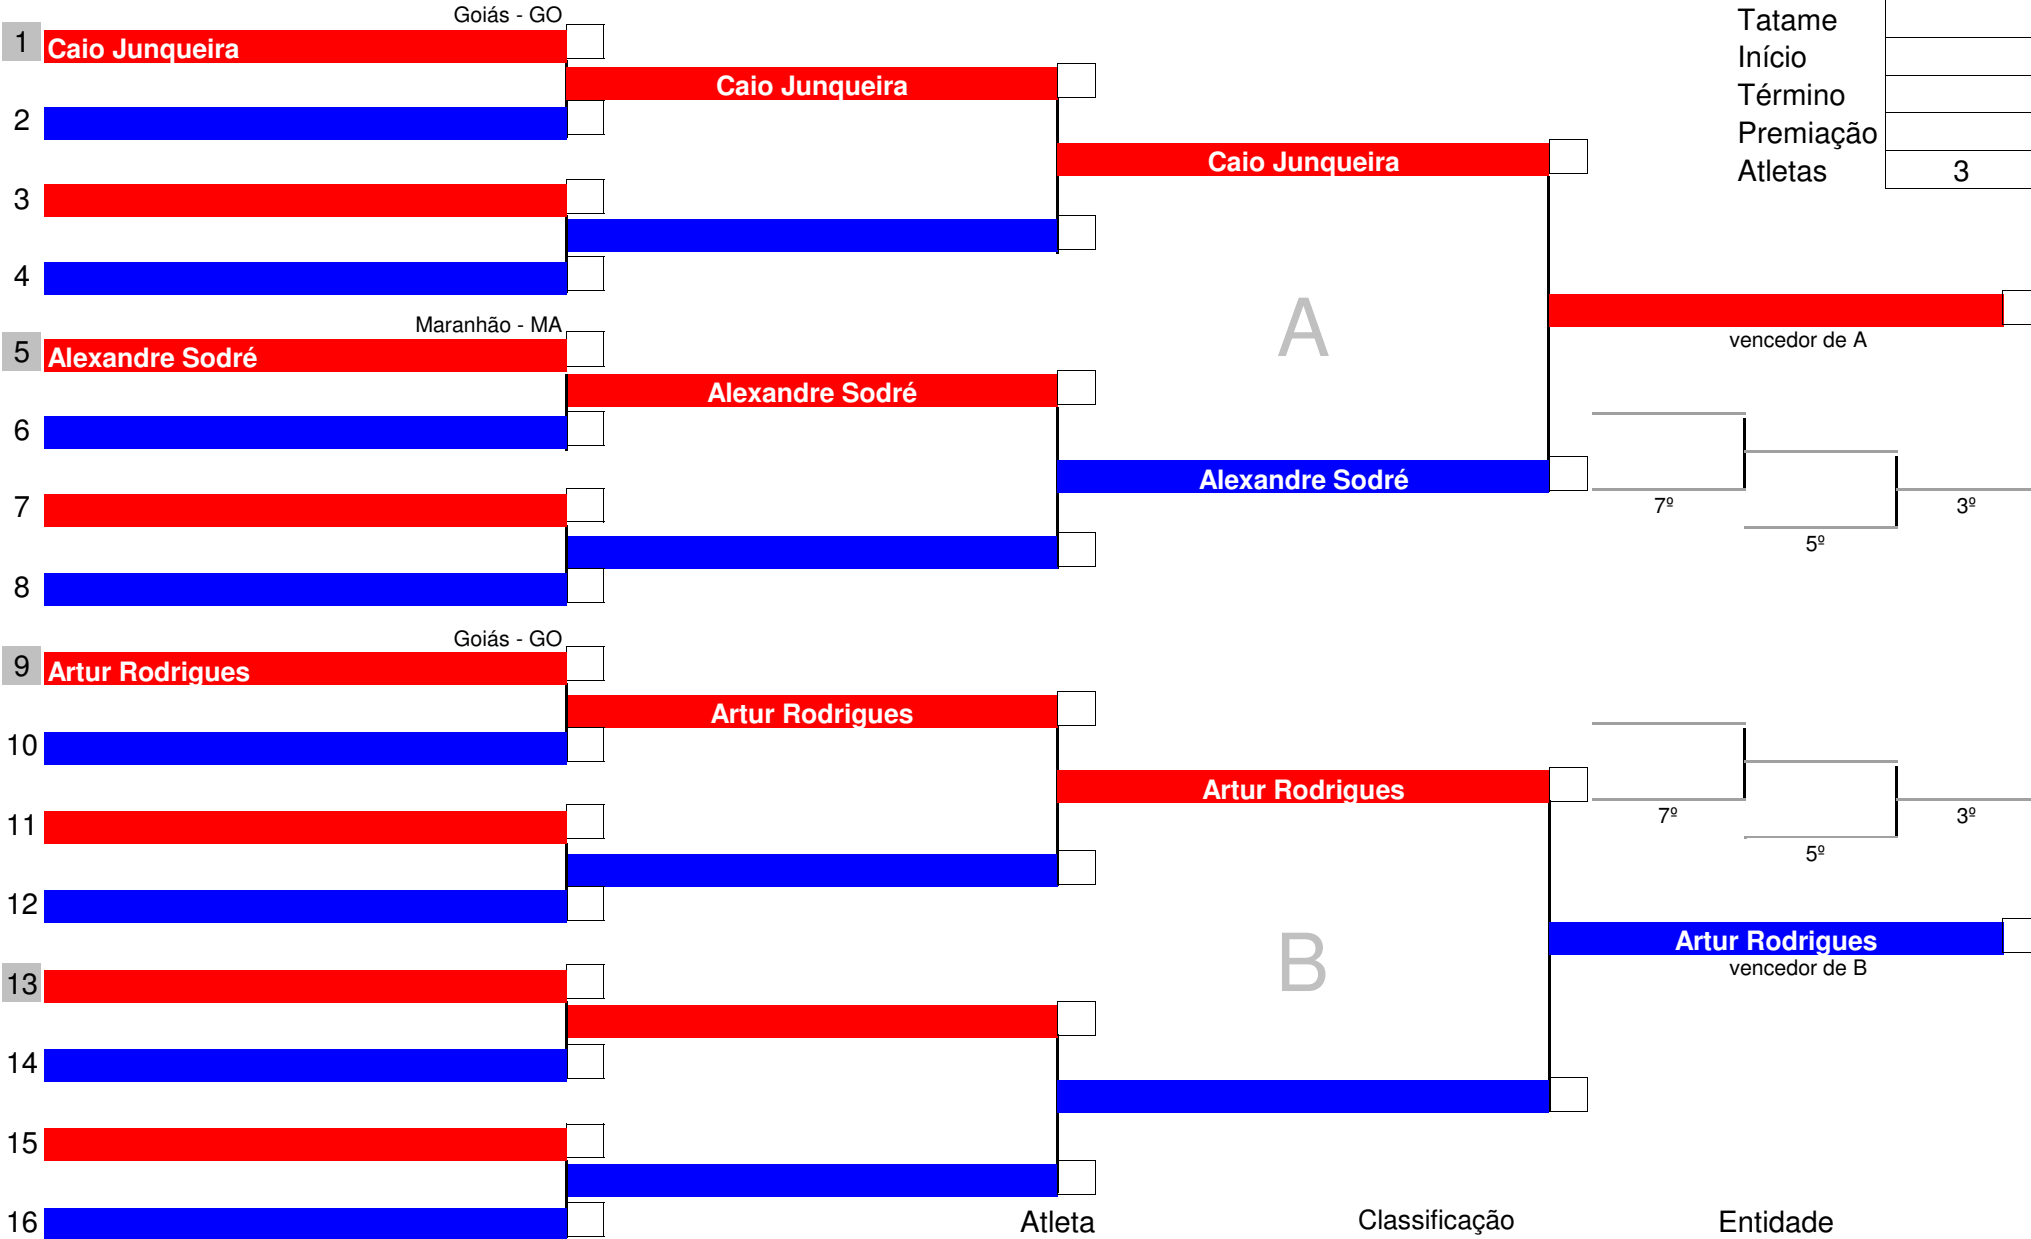 Goiás - GO
1 Caio Junqueira
Caio Junqueira
2
Caio Junqueira
3
4
Tatame
Início
Término
Premiação
Atletas 3
Maranhão - MA
5 Alexandre Sodré
Alexandre Sodré
6
Alexandre Sodré
7
8
A
vencedor de A
7º
3º
5º
Goiás - GO
9 Artur Rodrigues
Artur Rodrigues
10
Artur Rodrigues
11
12
7º
3º
5º
B
Artur Rodrigues
vencedor de B
13
14
15
16
Atleta Classificação Entidade